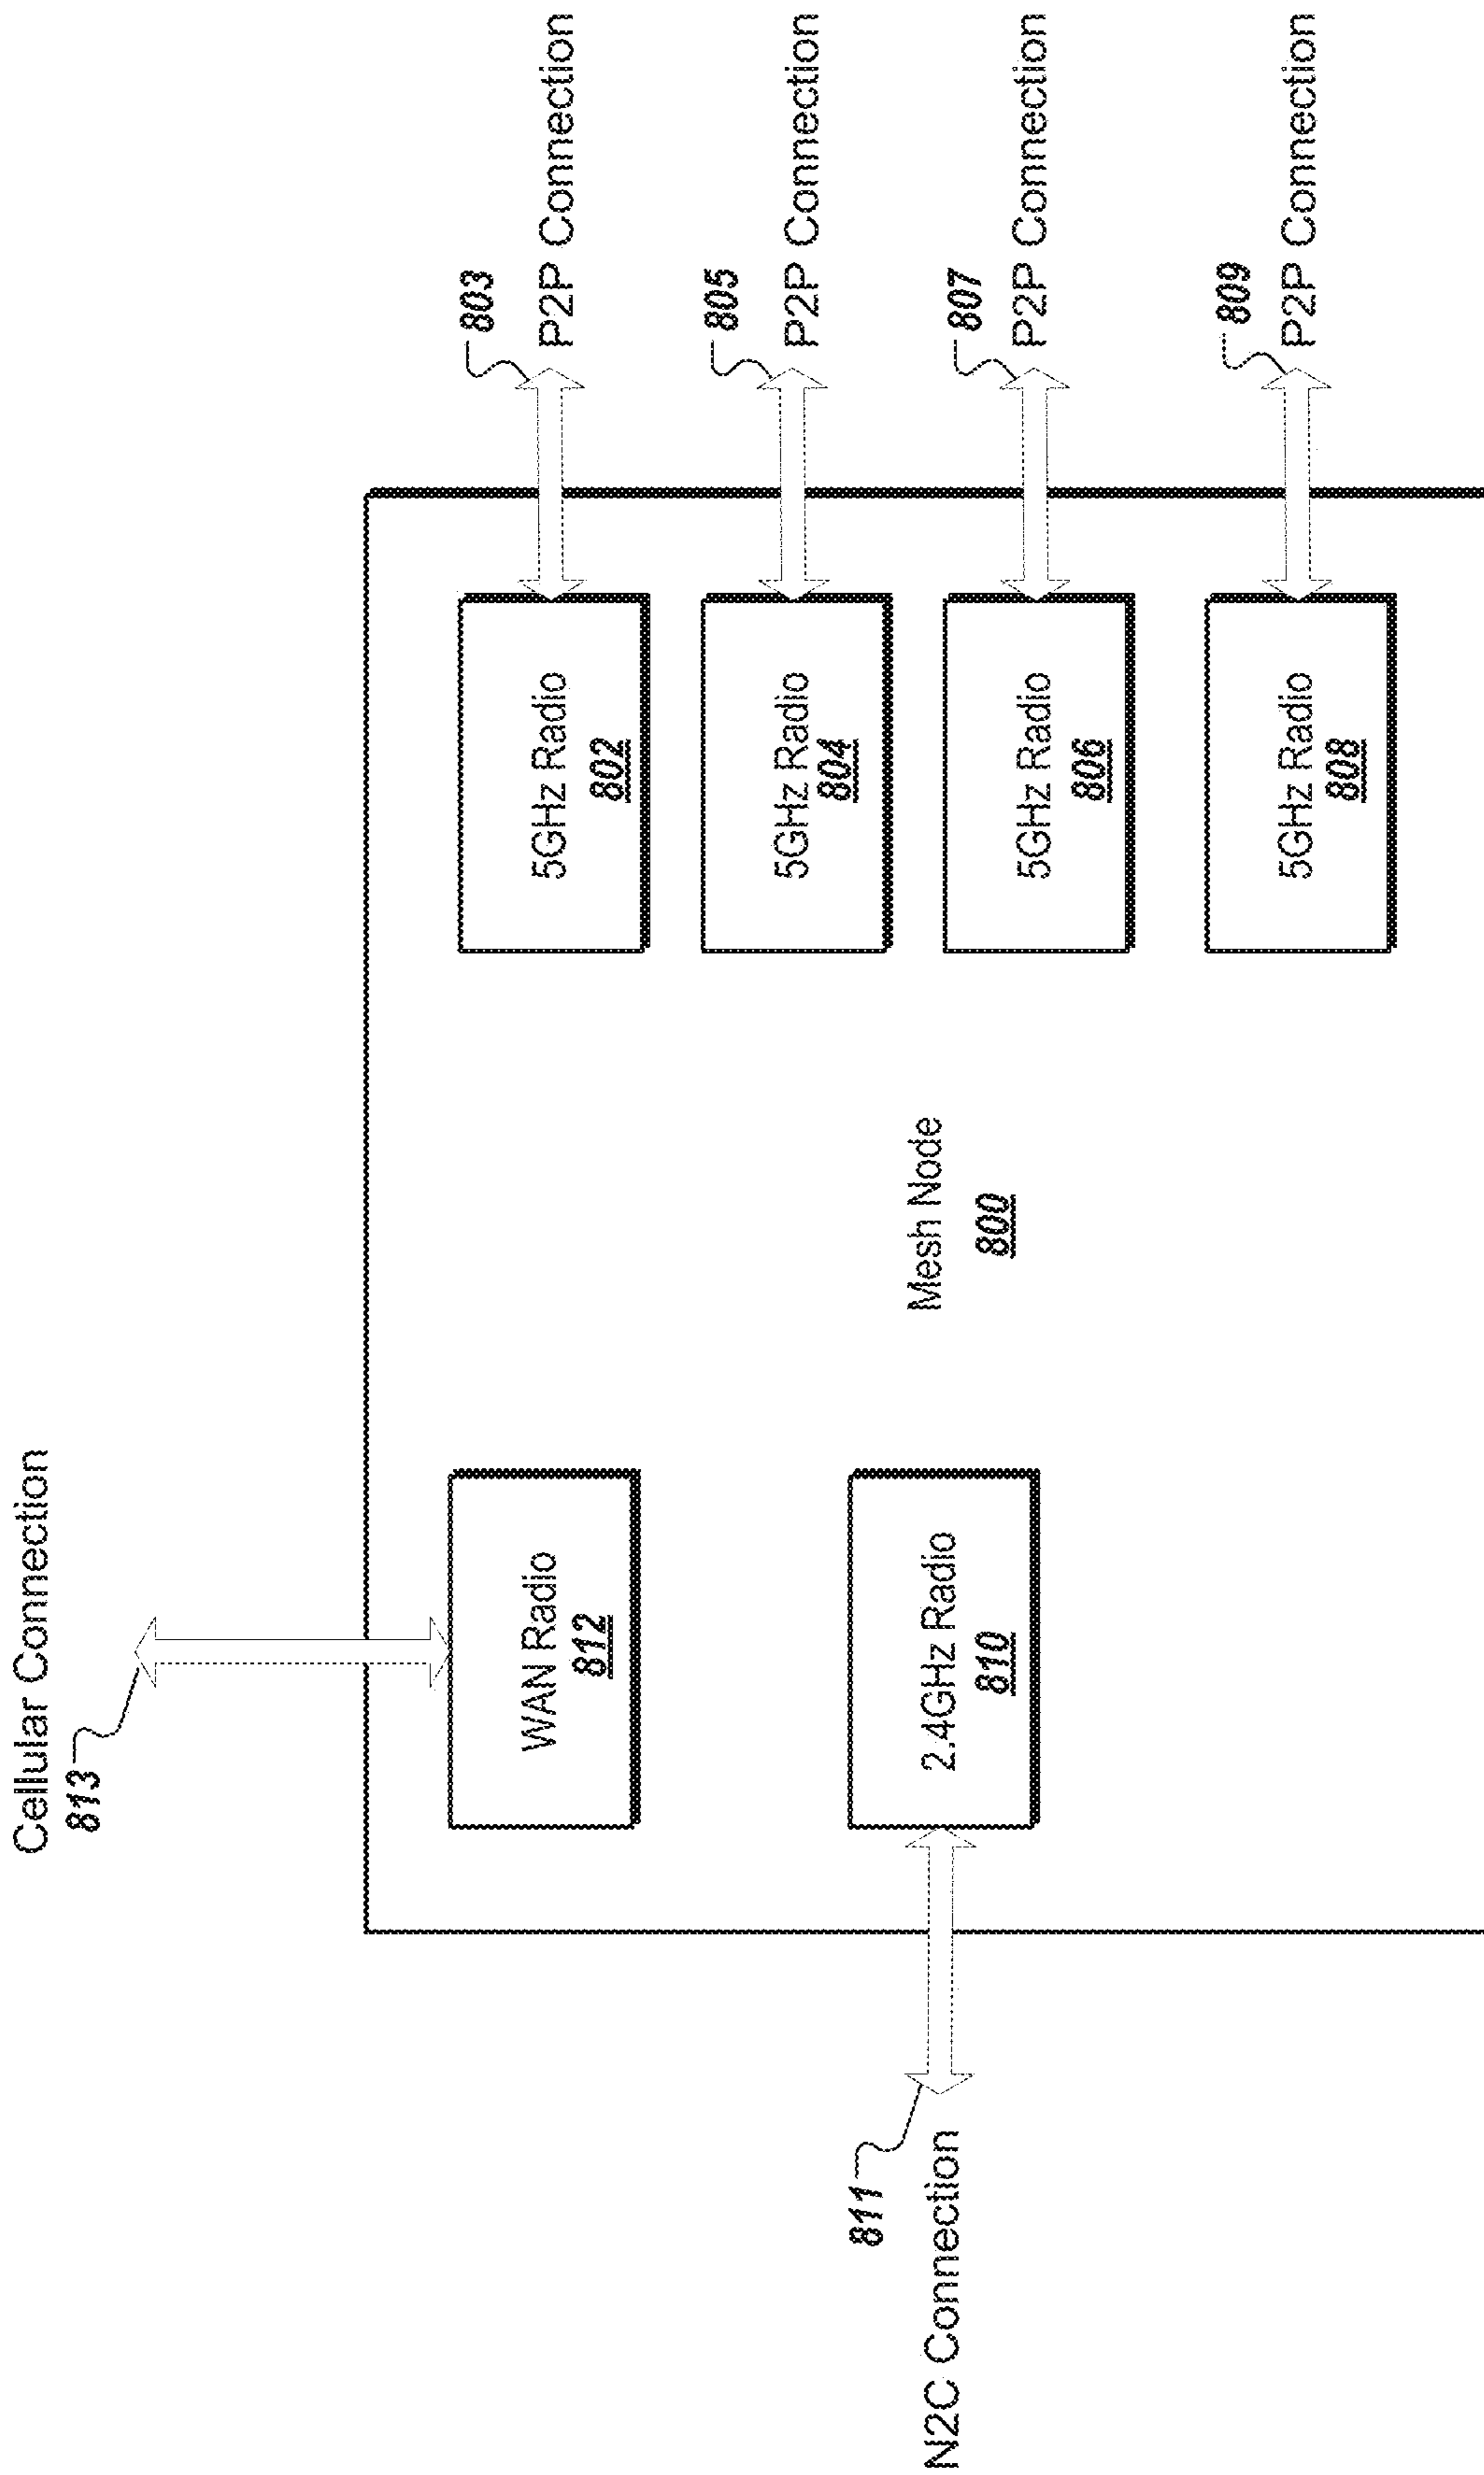 Cellular Connection
813
WAN Radio
812
5GHz Radio
802
803
P2P Connection
5GHz Radio
804
805
P2P Connection
N2C Connection
811
2.4GHz Radio
810
Mesh Node
800
5GHz Radio
806
807
P2P Connection
5GHz Radio
808
809
P2P Connection